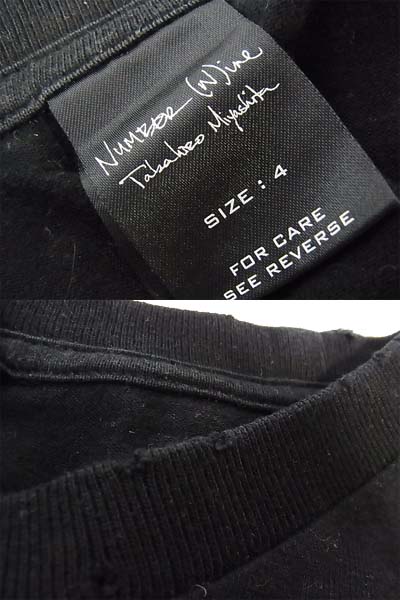 NUMBER (N)ine
Takahiro Miyashita
SIZE : 4
FOR CARE
SEE REVERSE